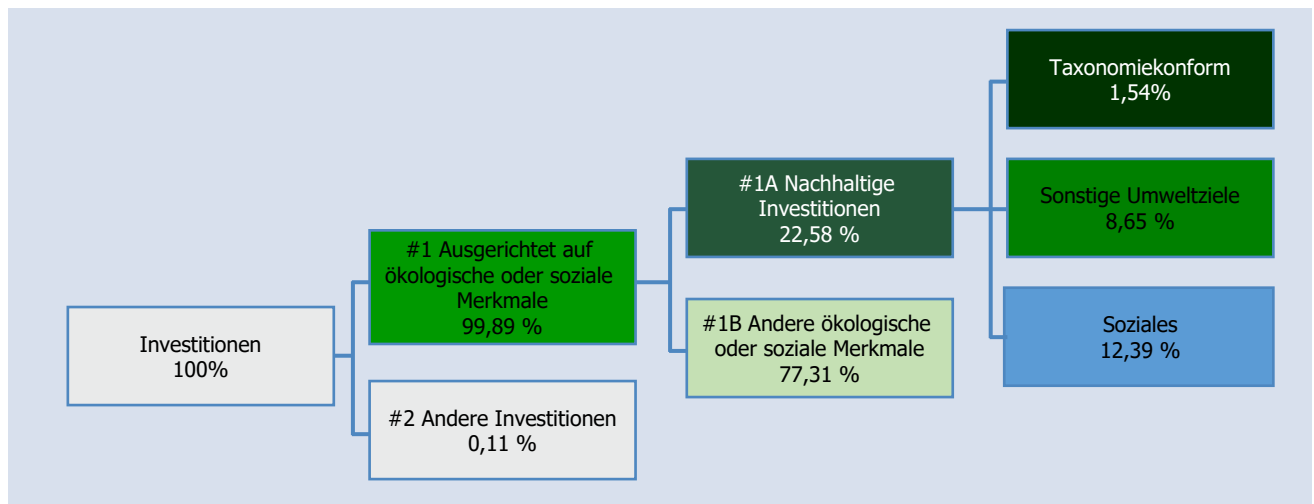 Investitionen
100%
#1 Ausgerichtet auf
ökologische oder soziale
Merkmale
99,89 %
#2 Andere Investitionen
0,11 %
#1A Nachhaltige
Investitionen
22,58 %
#1B Andere ökologische
oder soziale Merkmale
77,31 %
Taxonomiekonform
1,54%
Sonstige Umweltziele
8,65 %
Soziales
12,39 %